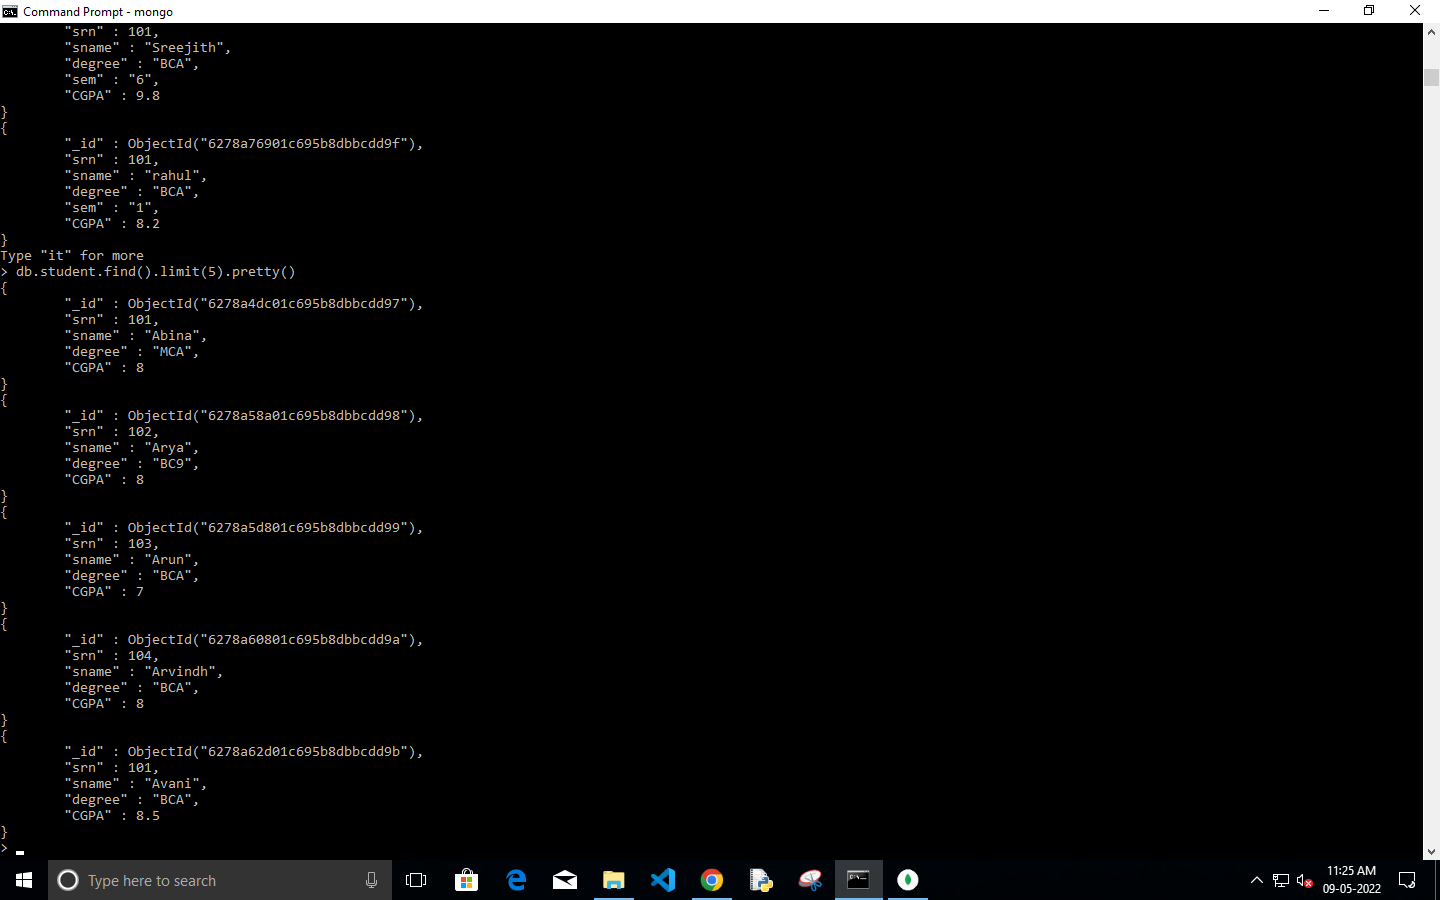 Command Prompt - mongo
"srn" : 101,
"sname" : "Sreejith",
"degree" : "BCA",
"sem" : "6",
"CGPA" : 9.8
}
{
"_id" : ObjectId("6278a76901c695b8dbbcdd9f"),
"srn" : 101,
"sname" : "rahul",
"degree" : "BCA",
"sem" : "1",
"CGPA" : 8.2
}
Type "it" for more
> db.student.find().limit(5).pretty()
{
"_id" : ObjectId("6278a4dc01c695b8dbbcdd97"),
"srn" : 101,
"sname" : "Abina",
"degree" : "MCA",
"CGPA" : 8
}
{
"_id" : ObjectId("6278a58a01c695b8dbbcdd98"),
"srn" : 102,
"sname" : "Arya",
"degree" : "BC9",
"CGPA" : 8
}
{
"_id" : ObjectId("6278a5d801c695b8dbbcdd99"),
"srn" : 103,
"sname" : "Arun",
"degree" : "BCA",
"CGPA" : 7
}
{
"_id" : ObjectId("6278a60801c695b8dbbcdd9a"),
"srn" : 104,
"sname" : "Arvindh",
"degree" : "BCA",
"CGPA" : 8
}
{
"_id" : ObjectId("6278a62d01c695b8dbbcdd9b"),
"srn" : 101,
"sname" : "Avani",
"degree" : "BCA",
"CGPA" : 8.5
}
>
Type here to search
11:25 AM
09-05-2022